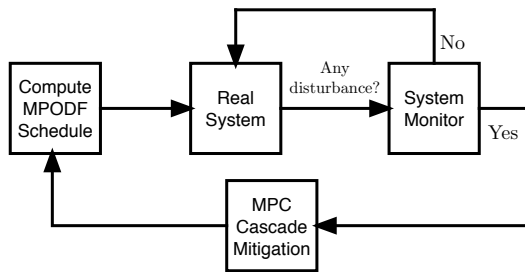 Compute
MPODF
Schedule
Real
System
Any
disturbance?
System
Monitor
No
Yes
MPC
Cascade
Mitigation